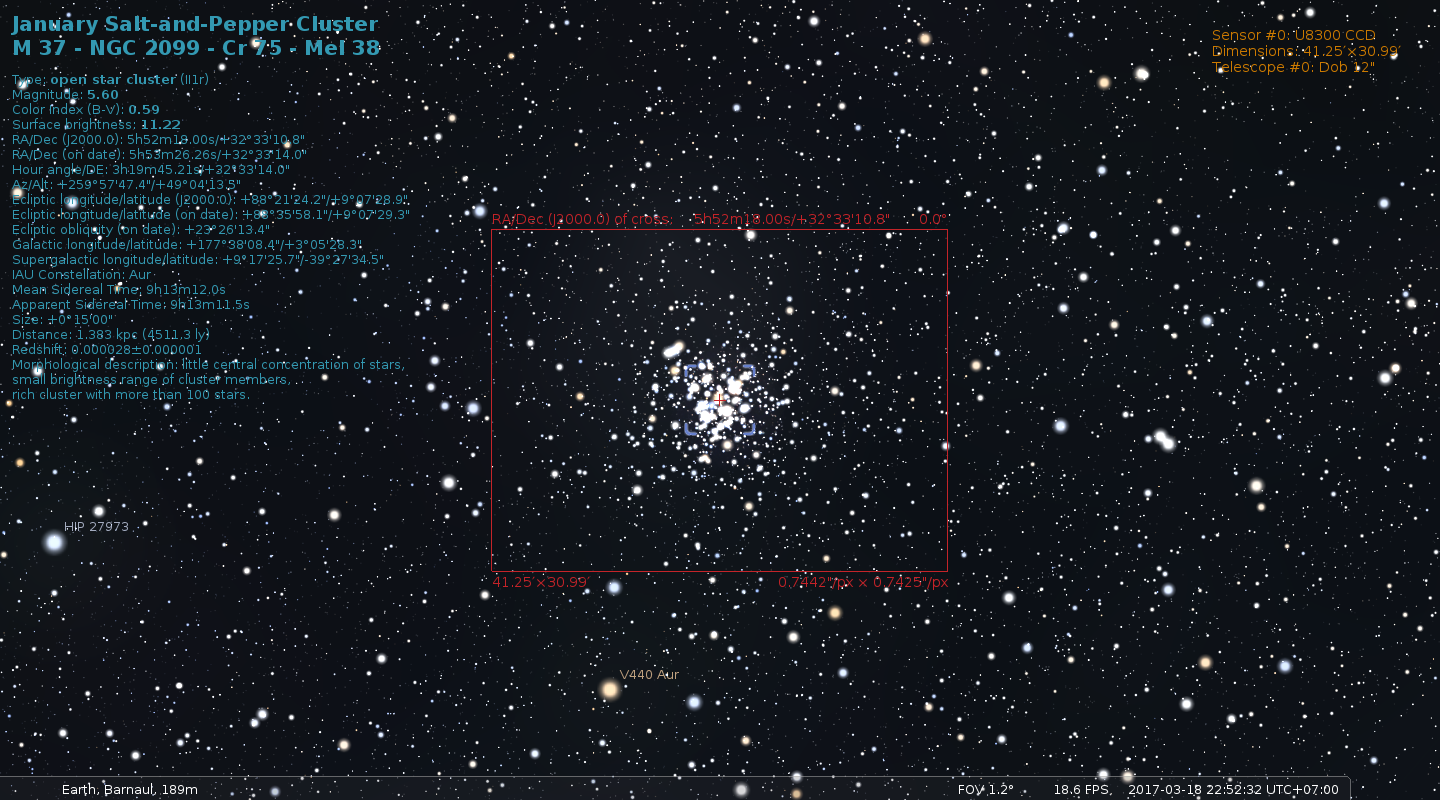 January Salt-and-Pepper Cluster
M 37 - NGC 2099 - Cr 75 - Mel 38
Type: open star cluster (II1r)
Magnitude: 5.60
Color Index (B-V): 0.59
Surface brightness: 11.22
RA/Dec (J2000.0): 5h52m18.00s/+32°33'10.8"
RA/Dec (on date): 5h53m26.26s/+32°33'14.0"
Hour angle/DE: 3h19m45.21s/+32°33'14.0"
Az/Alt: +259°57'47.4"/+49°04'13.5"
Ecliptic longitude/latitude (J2000.0): +88°21'24.2"/+9°07'28.9"
Ecliptic longitude/latitude (on date): +88°35'58.1"/+9°07'29.3"
Ecliptic obliquity (on date): +23°26'13.4"
Galactic longitude/latitude: +177°38'08.4"/+3°05'28.3"
Supergalactic longitude/latitude: +9°17'25.7"/-39°27'34.5"
IAU Constellation: Aur
Mean Sidereal Time: 9h13m12.0s
Apparent Sidereal Time: 9h13m11.5s
Size: +0°15'00"
Distance: 1.383 kpc (4511.3 ly)
Redshift: 0.000028±0.000001
Morphological description: little central concentration of stars,
small brightness range of cluster members,
rich cluster with more than 100 stars.
Sensor #0: U8300 CCD
Dimensions: 41.25'×30.99'
Telescope #0: Dob 12"
RA/Dec (J2000.0) of cross: 5h52m18.00s/+32°33'10.8" 0.0°
41.25'×30.99' 0.7442"/px × 0.7425"/px
HIP 27973
V440 Aur
Earth, Barnaul, 189m FOV 1.2° 18.6 FPS 2017-03-18 22:52:32 UTC+07:00